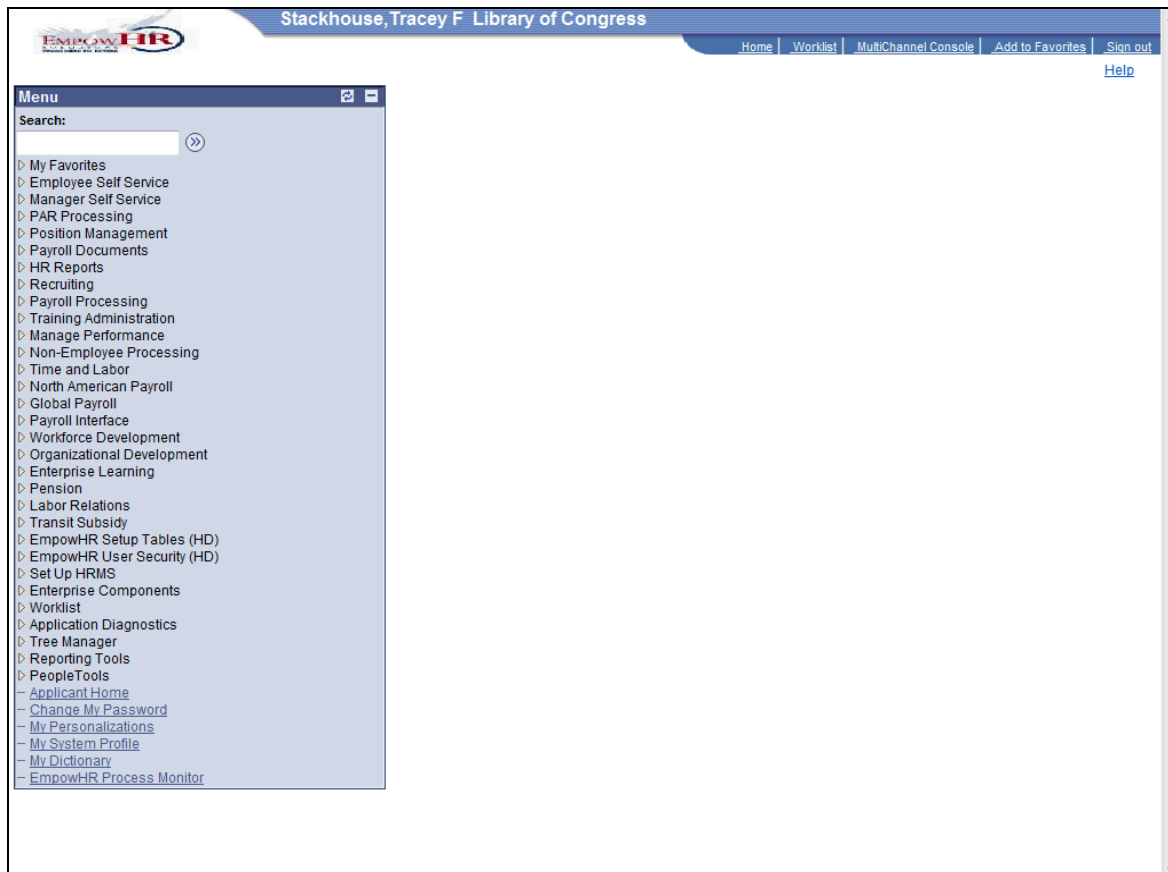 Stackhouse,Tracey F Library of Congress
EMPOWHR
Home Worklist MultiChannel Console Add to Favorites Sign out
Help
Menu
Search:
My Favorites
Employee Self Service
Manager Self Service
PAR Processing
Position Management
Payroll Documents
HR Reports
Recruiting
Payroll Processing
Training Administration
Manage Performance
Non-Employee Processing
Time and Labor
North American Payroll
Global Payroll
Payroll Interface
Workforce Development
Organizational Development
Enterprise Learning
Pension
Labor Relations
Transit Subsidy
EmpowHR Setup Tables (HD)
EmpowHR User Security (HD)
Set Up HRMS
Enterprise Components
Worklist
Application Diagnostics
Tree Manager
Reporting Tools
PeopleTools
Applicant Home
Change My Password
My Personalizations
My System Profile
My Dictionary
EmpowHR Process Monitor